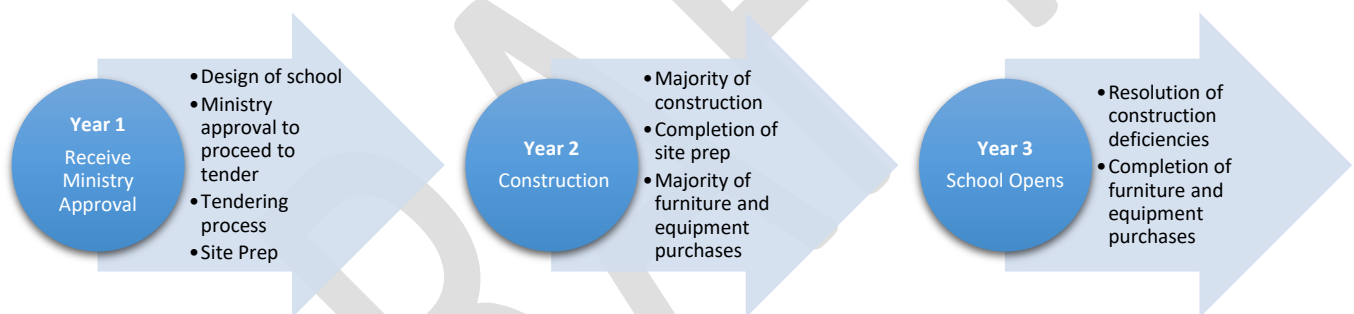 Year 1
Receive
Ministry
Approval
•Design of school
•Ministry
approval to
proceed to
tender
•Tendering
process
•Site Prep
Year 2
Construction
•Majority of
construction
•Completion of
site prep
•Majority of
furniture and
equipment
purchases
Year 3
School Opens
•Resolution of
construction
deficiencies
•Completion of
furniture and
equipment
purchases